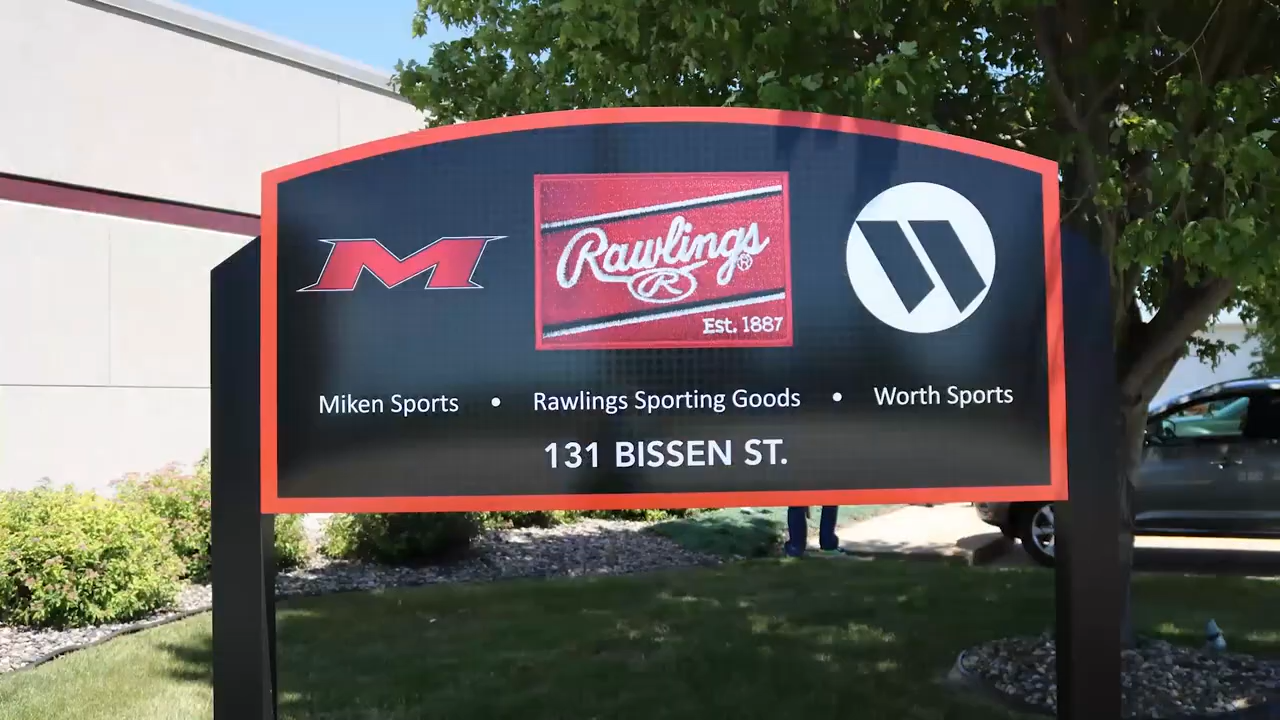 M
Rawlings®
R
Est. 1887
W
Miken Sports • Rawlings Sporting Goods • Worth Sports
131 BISSEN ST.